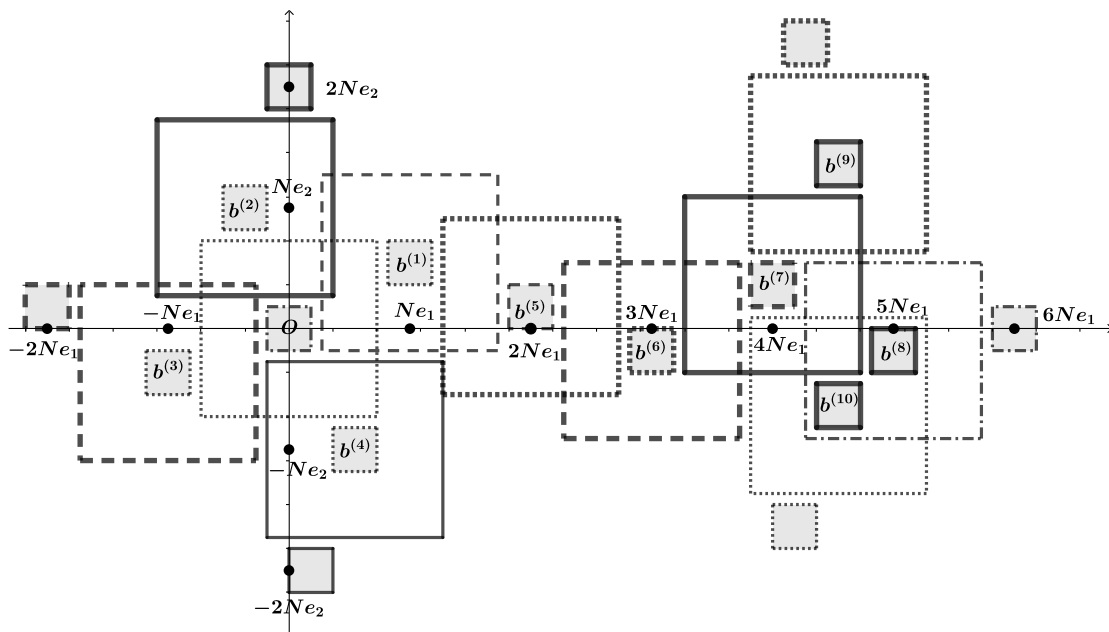 2Ne₂
b⁽⁹⁾
Ne₂
b⁽²⁾
b⁽¹⁾
b⁽⁷⁾
−Ne₁
O
Ne₁
b⁽⁵⁾
3Ne₁
5Ne₁
6Ne₁
−2Ne₁
2Ne₁
b⁽⁶⁾
4Ne₁
b⁽⁸⁾
b⁽³⁾
b⁽¹⁰⁾
b⁽⁴⁾
−Ne₂
−2Ne₂